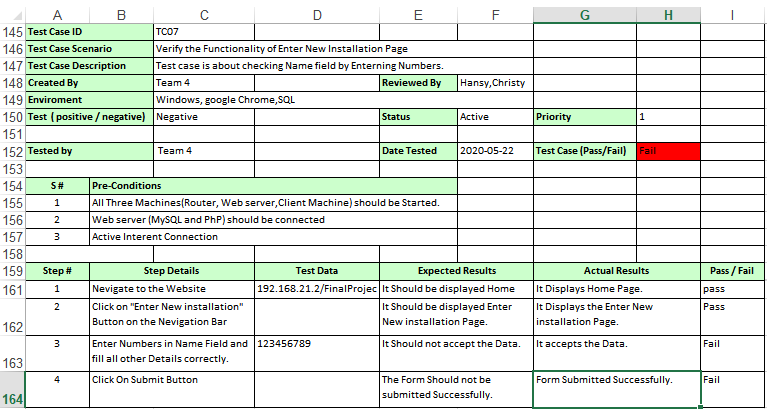 A B C D E F G H I
145 Test Case ID TC07
146 Test Case Scenario Verify the Functionality of Enter New Installation Page
147 Test Case Description Test case is about checking Name field by Enterning Numbers.
148 Created By Team 4 Reviewed By Hansy,Christy
149 Enviroment Windows, google Chrome,SQL
150 Test ( positive / negative) Negative Status Active Priority 1
151
152 Tested by Team 4 Date Tested 2020-05-22 Test Case (Pass/Fail) Fail
153
154 S # Pre-Conditions
155 1 All Three Machines(Router, Web server,Client Machine) should be Started.
156 2 Web server (MySQL and PhP) should be connected
157 3 Active Interent Connection
158
159 Step # Step Details Test Data Expected Results Actual Results Pass / Fail
161 1 Nevigate to the Website 192.168.21.2/FinalProjec It Should be displayed Home It Displays Home Page. pass
2 Click on "Enter New installation" It Should be displayed Enter It Displays the Enter New Pass
162 Button on the Nevigation Bar New installation Page. installation Page.
3 Enter Numbers in Name Field and 123456789 It Should not accept the Data. It accepts the Data. Fail
163 fill all other Details correctly.
4 Click On Submit Button The Form Should not be Form Submitted Successfully. Fail
164 submitted Successfully.